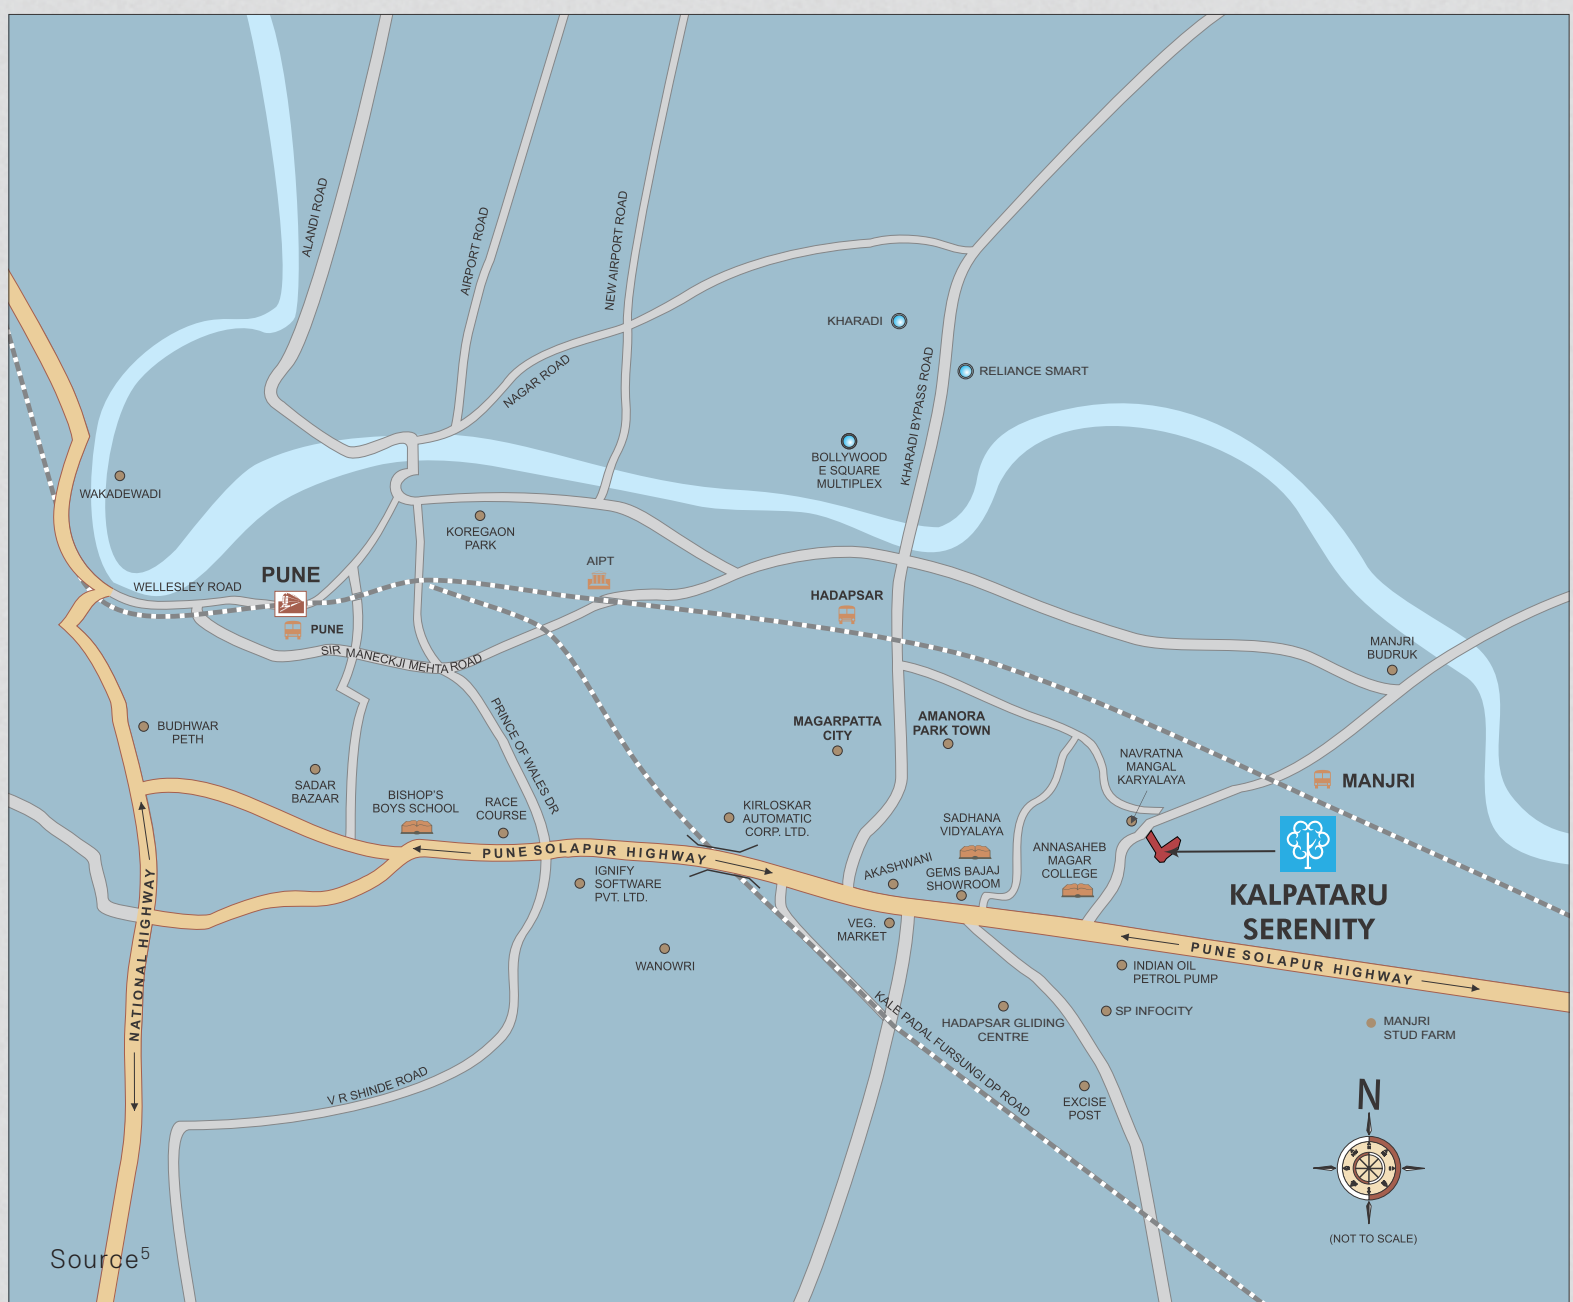 ALANDI ROAD
AIRPORT ROAD
NEW AIRPORT ROAD
NAGAR ROAD
KHARADI
RELIANCE SMART
KHARADI BYPASS ROAD
BOLLYWOOD
E SQUARE
MULTIPLEX
WAKADEWADI
KOREGAON
PARK
AIPT
WELLESLEY ROAD
PUNE
PUNE
HADAPSAR
SIR MANECKJI MEHTA ROAD
MANJRI
BUDRUK
PRINCE OF WALES DR
BUDHWAR
PETH
MAGARPATTA
CITY
AMANORA
PARK TOWN
NAVRATNA
MANGAL
KARYALAYA
MANJRI
SADAR
BAZAAR
BISHOP'S
BOYS SCHOOL
RACE
COURSE
KIRLOSKAR
AUTOMATIC
CORP. LTD.
SADHANA
VIDYALAYA
ANNASAHEB
MAGAR
COLLEGE
PUNE SOLAPUR HIGHWAY
IGNIFY
SOFTWARE
PVT. LTD.
AKASHWANI
GEMS BAJAJ
SHOWROOM
KALPATARU
SERENITY
VEG.
MARKET
NATIONAL HIGHWAY
WANOWRI
PUNE SOLAPUR HIGHWAY
INDIAN OIL
PETROL PUMP
SP INFOCITY
HADAPSAR GLIDING
CENTRE
MANJRI
STUD FARM
KALE PADAL FURSUNGI DP ROAD
V R SHINDE ROAD
EXCISE
POST
N
(NOT TO SCALE)
Source5